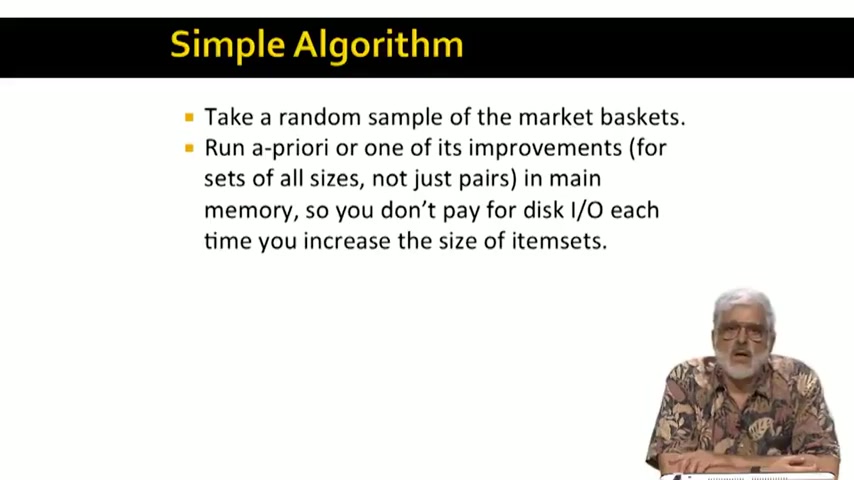 Simple Algorithm
Take a random sample of the market baskets.
Run a-priori or one of its improvements (for
sets of all sizes, not just pairs) in main
memory, so you don’t pay for disk I/O each
time you increase the size of itemsets.